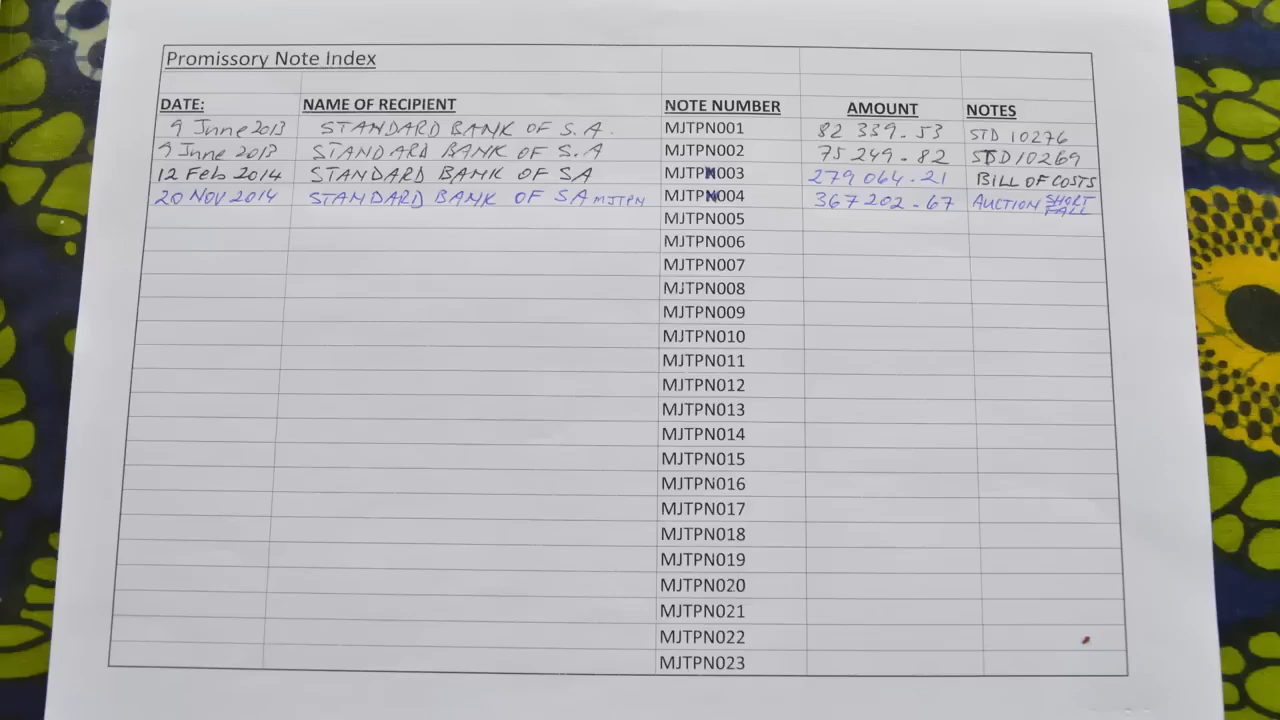 Promissory Note Index
DATE: NAME OF RECIPIENT NOTE NUMBER AMOUNT NOTES
9 June 2013 STANDARD BANK OF S.A. MJTPN001 82 339.53 STD 10276
9 June 2013 STANDARD BANK OF S.A MJTPN002 75 249.82 STD 10269
12 Feb 2014 STANDARD BANK OF SA MJTPN003 279 064.21 BILL OF COSTS
20 NOV 2014 STANDARD BANK OF SA MJTPN MJTPN004 367 202.67 AUCTION SHORT FALL
MJTPN005
MJTPN006
MJTPN007
MJTPN008
MJTPN009
MJTPN010
MJTPN011
MJTPN012
MJTPN013
MJTPN014
MJTPN015
MJTPN016
MJTPN017
MJTPN018
MJTPN019
MJTPN020
MJTPN021
MJTPN022
MJTPN023